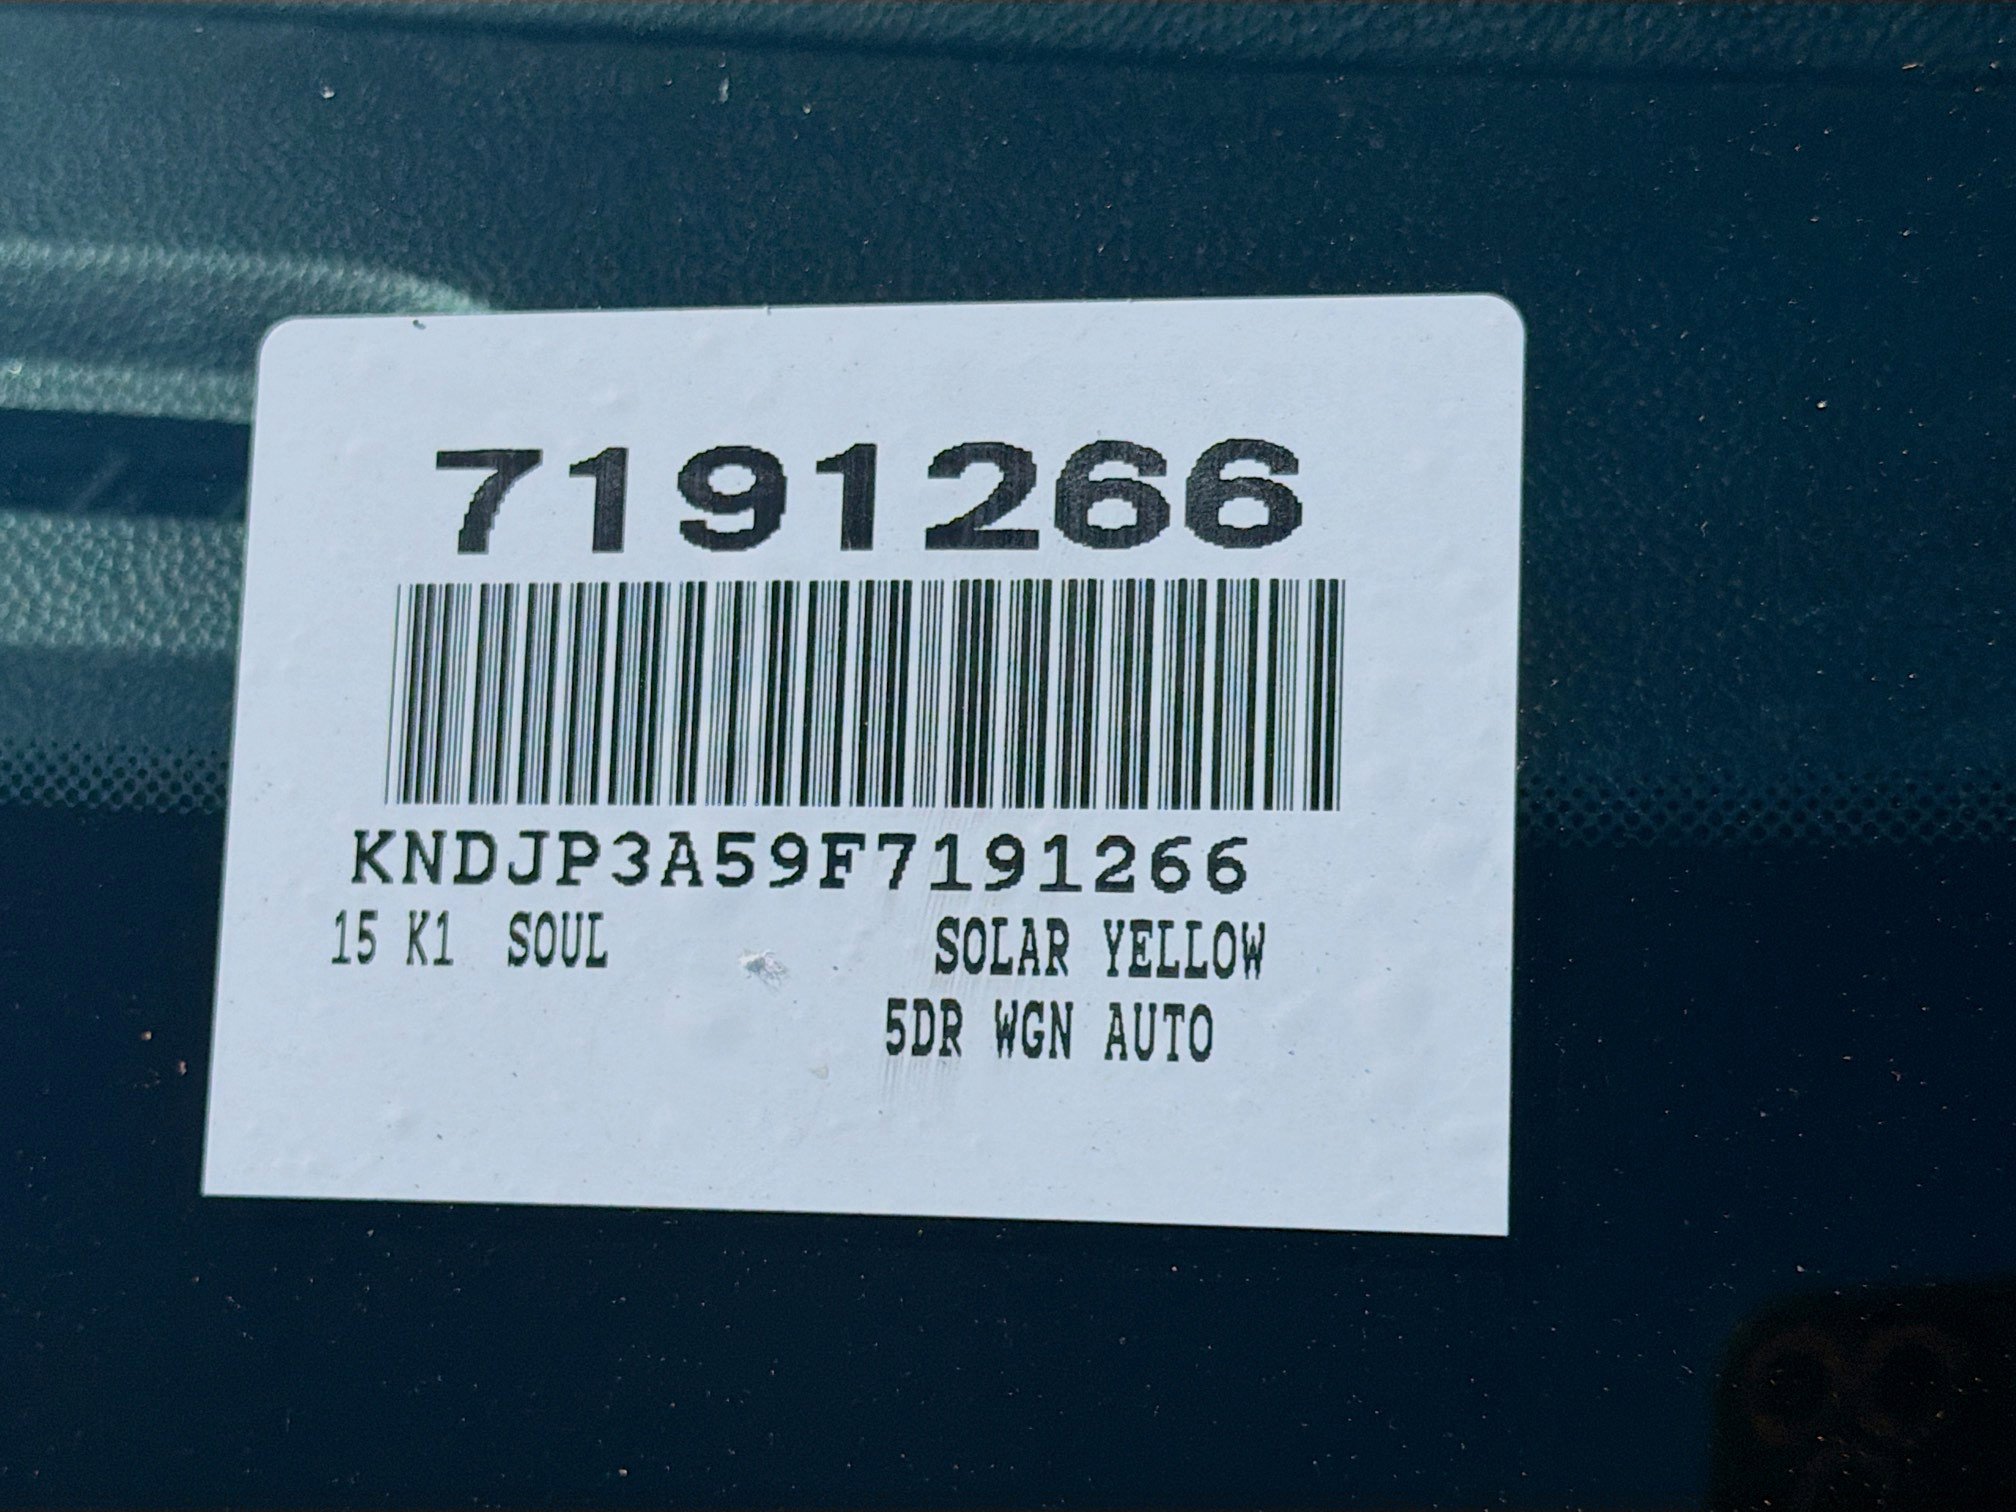 7191266
KNDJP3A59F7191266
15 K1 SOUL SOLAR YELLOW
5DR WGN AUTO